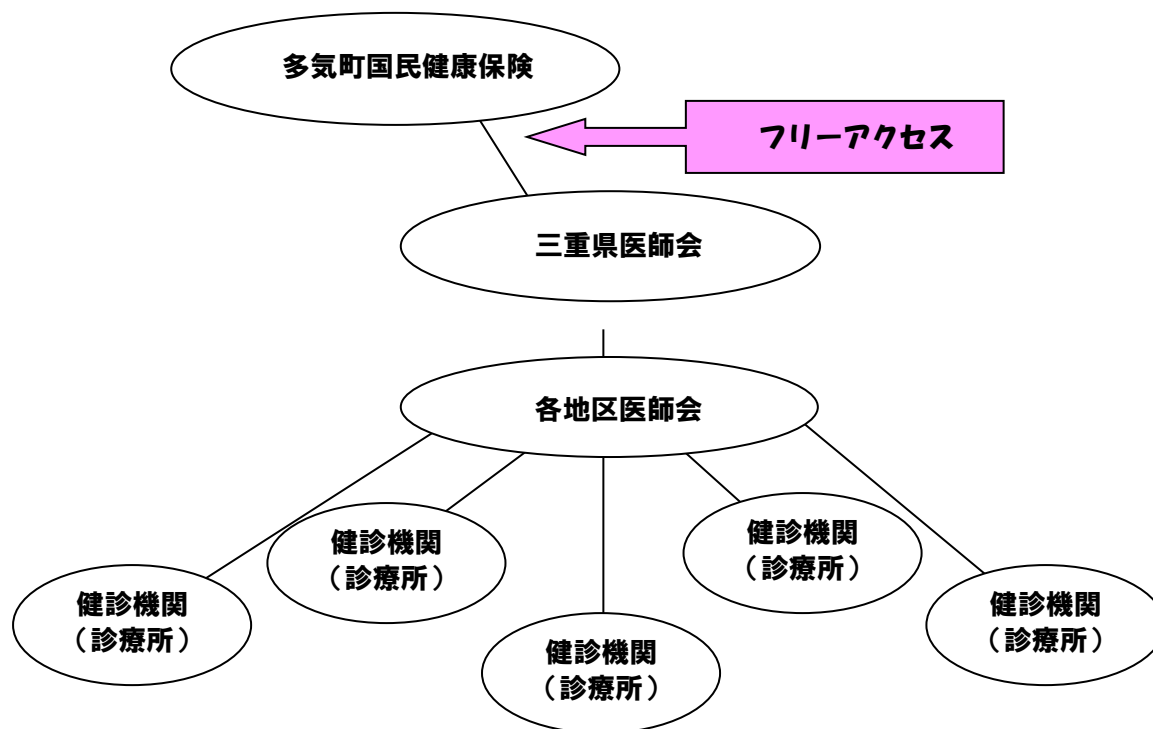 多気町国民健康保険
フリーアクセス
三重県医師会
各地区医師会
健診機関
（診療所）
健診機関
（診療所）
健診機関
（診療所）
健診機関
（診療所）
健診機関
（診療所）